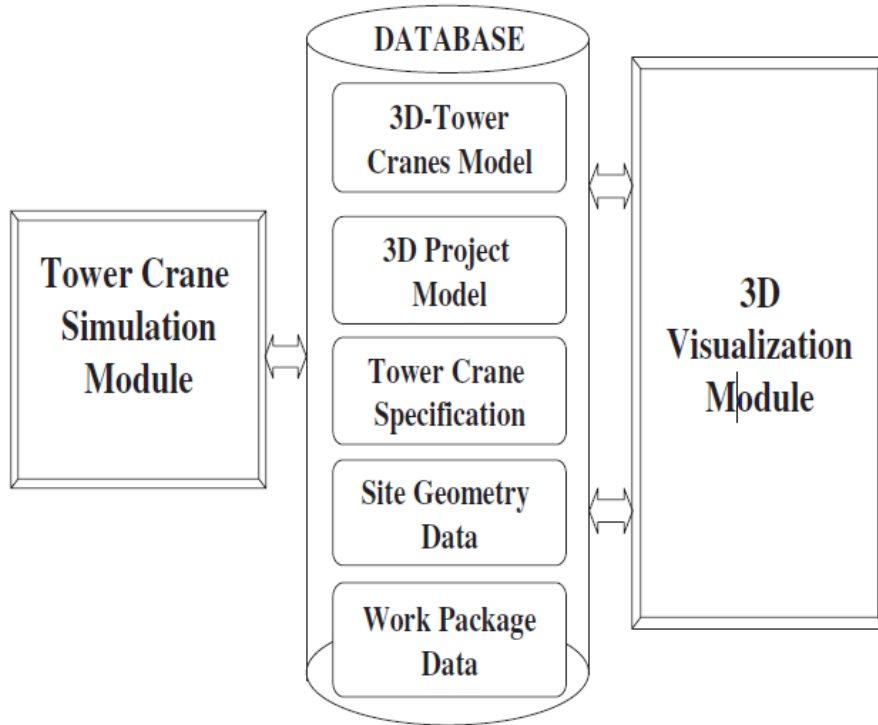 DATABASE
3D-Tower
Cranes Model
3D Project
Model
Tower Crane
Specification
Site Geometry
Data
Work Package
Data
Tower Crane
Simulation
Module
3D
Visualization
Module